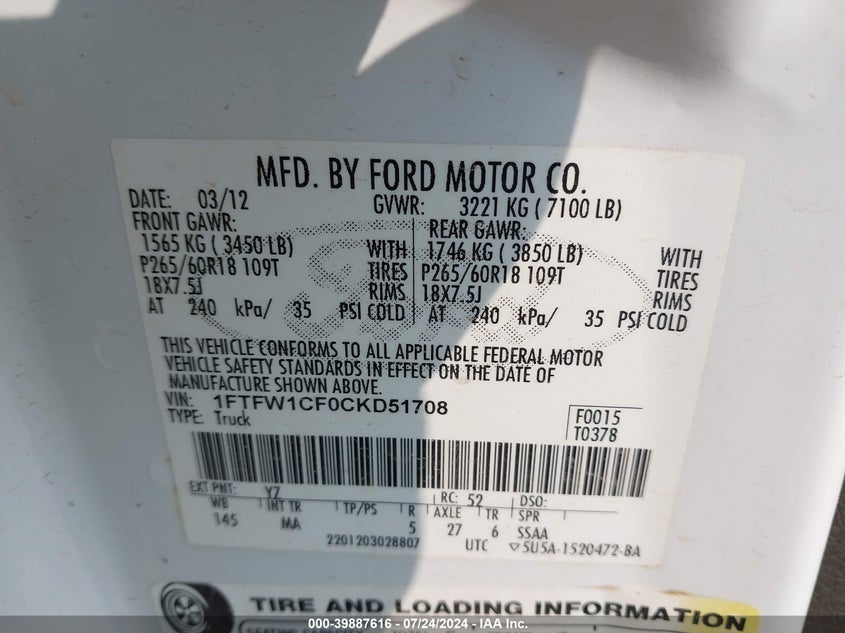 MFD. BY FORD MOTOR CO.
DATE: 03/12 GVWR: 3221 KG ( 7100 LB)
FRONT GAWR: REAR GAWR:
1565 KG ( 3450 LB) WITH 1746 KG ( 3850 LB) WITH
P265/60R18 109T TIRES P265/60R18 109T TIRES
18X7.5J RIMS 18X7.5J RIMS
AT 240 kPa/ 35 PSI COLD AT 240 kPa/ 35 PSI COLD
THIS VEHICLE CONFORMS TO ALL APPLICABLE FEDERAL MOTOR
VEHICLE SAFETY STANDARDS IN EFFECT ON THE DATE OF
MANUFACTURE SHOWN ABOVE.
VIN: 1FTFW1CF0CKD51708
TYPE: Truck
F0015
T0378
EXT PNT: YZ RC: 52 DSO:
WB INT TR TP/PS R AXLE TR SPR
145 MA 5 27 6 SSAA
2201203028807 UTC ▽5U5A-1520472-BA
TIRE AND LOADING INFORMATION
000-39887616 - 07/24/2024 - IAA Inc.